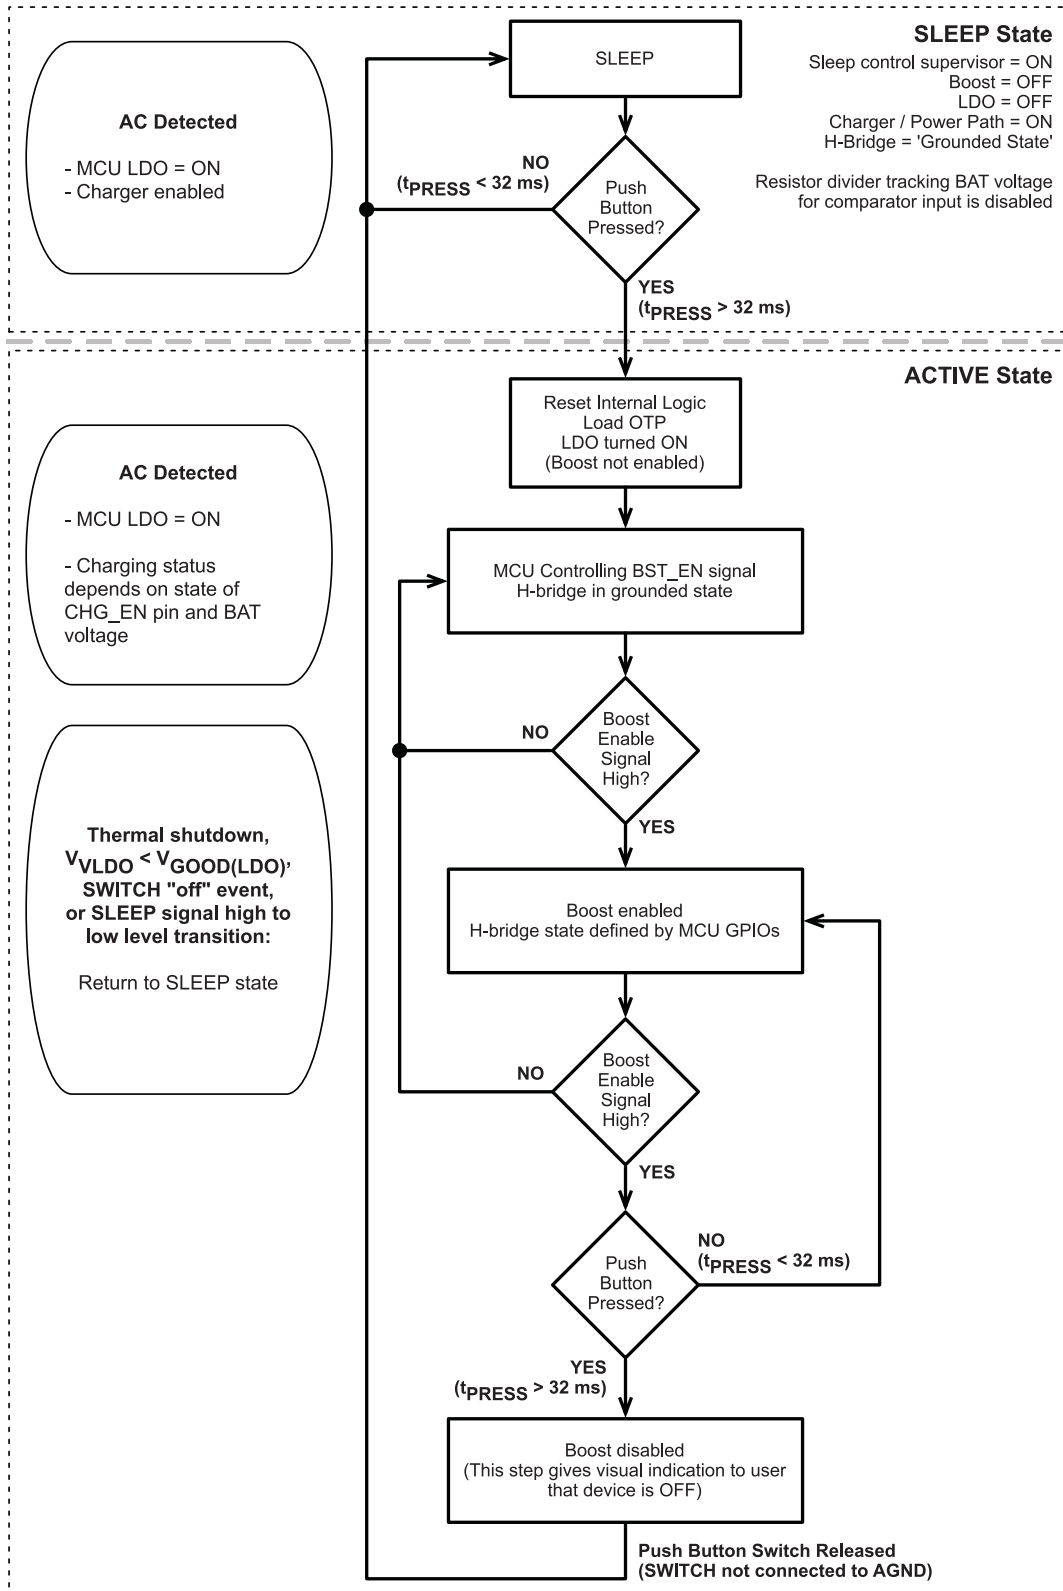 SLEEP State
Sleep control supervisor = ON
Boost = OFF
LDO = OFF
Charger / Power Path = ON
H-Bridge = 'Grounded State'
Resistor divider tracking BAT voltage
for comparator input is disabled
AC Detected
- MCU LDO = ON
- Charger enabled
SLEEP
NO
(tPRESS < 32 ms)
Push
Button
Pressed?
YES
(tPRESS > 32 ms)
ACTIVE State
AC Detected
- MCU LDO = ON
- Charging status
depends on state of
CHG_EN pin and BAT
voltage
Thermal shutdown,
VVLDO < VGOOD(LDO),
SWITCH "off" event,
or SLEEP signal high to
low level transition:
Return to SLEEP state
Reset Internal Logic
Load OTP
LDO turned ON
(Boost not enabled)
MCU Controlling BST_EN signal
H-bridge in grounded state
Boost
Enable
Signal
High?
NO
YES
Boost enabled
H-bridge state defined by MCU GPIOs
Boost
Enable
Signal
High?
NO
YES
Push
Button
Pressed?
NO
(tPRESS < 32 ms)
YES
(tPRESS > 32 ms)
Boost disabled
(This step gives visual indication to user
that device is OFF)
Push Button Switch Released
(SWITCH not connected to AGND)